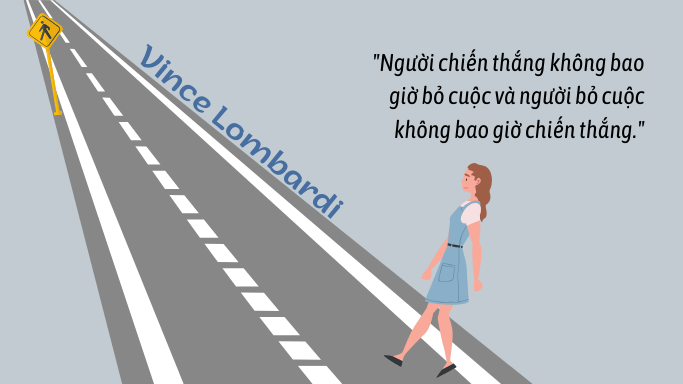 "Người chiến thắng không bao
giờ bỏ cuộc và người bỏ cuộc
không bao giờ chiến thắng."
Vince Lombardi